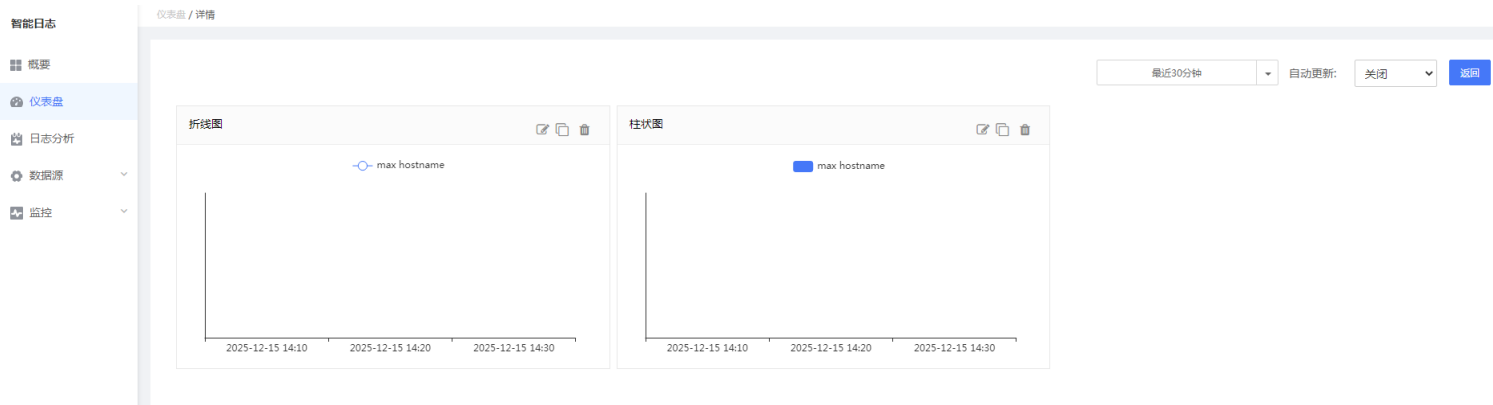 智能日志
仪表盘 / 详情
概要
仪表盘
日志分析
数据源
监控
最近30分钟
自动更新:
关闭
返回
折线图
max hostname
2025-12-15 14:10 2025-12-15 14:20 2025-12-15 14:30
柱状图
max hostname
2025-12-15 14:10 2025-12-15 14:20 2025-12-15 14:30